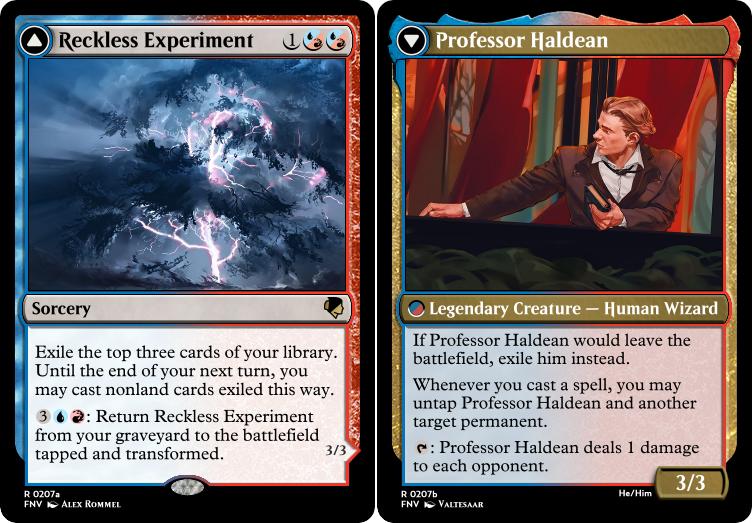 Reckless Experiment 1
Sorcery
Exile the top three cards of your library.
Until the end of your next turn, you
may cast nonland cards exiled this way.
3 : Return Reckless Experiment
from your graveyard to the battlefield
tapped and transformed.
3/3
R 0207a
FNV Alex Rommel
Professor Haldean
Legendary Creature — Human Wizard
If Professor Haldean would leave the
battlefield, exile him instead.
Whenever you cast a spell, you may
untap Professor Haldean and another
target permanent.
: Professor Haldean deals 1 damage
to each opponent.
3/3
R 0207b
He/Him
FNV Valtesaar